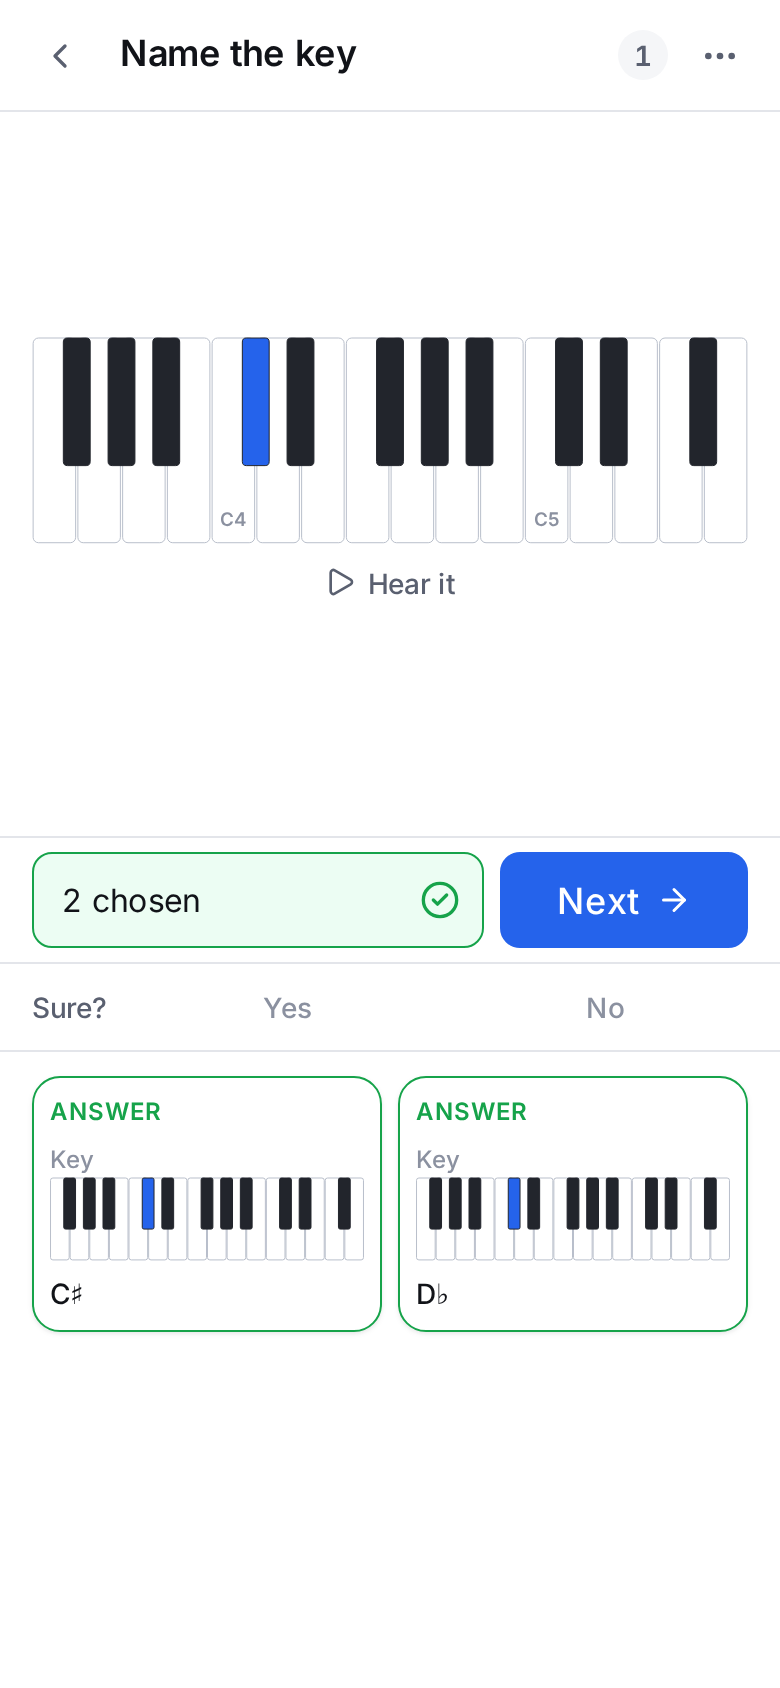 Name the key
1
C4
C5
Hear it
2 chosen
Next
Sure?
Yes
No
ANSWER
Key
C♯
ANSWER
Key
D♭